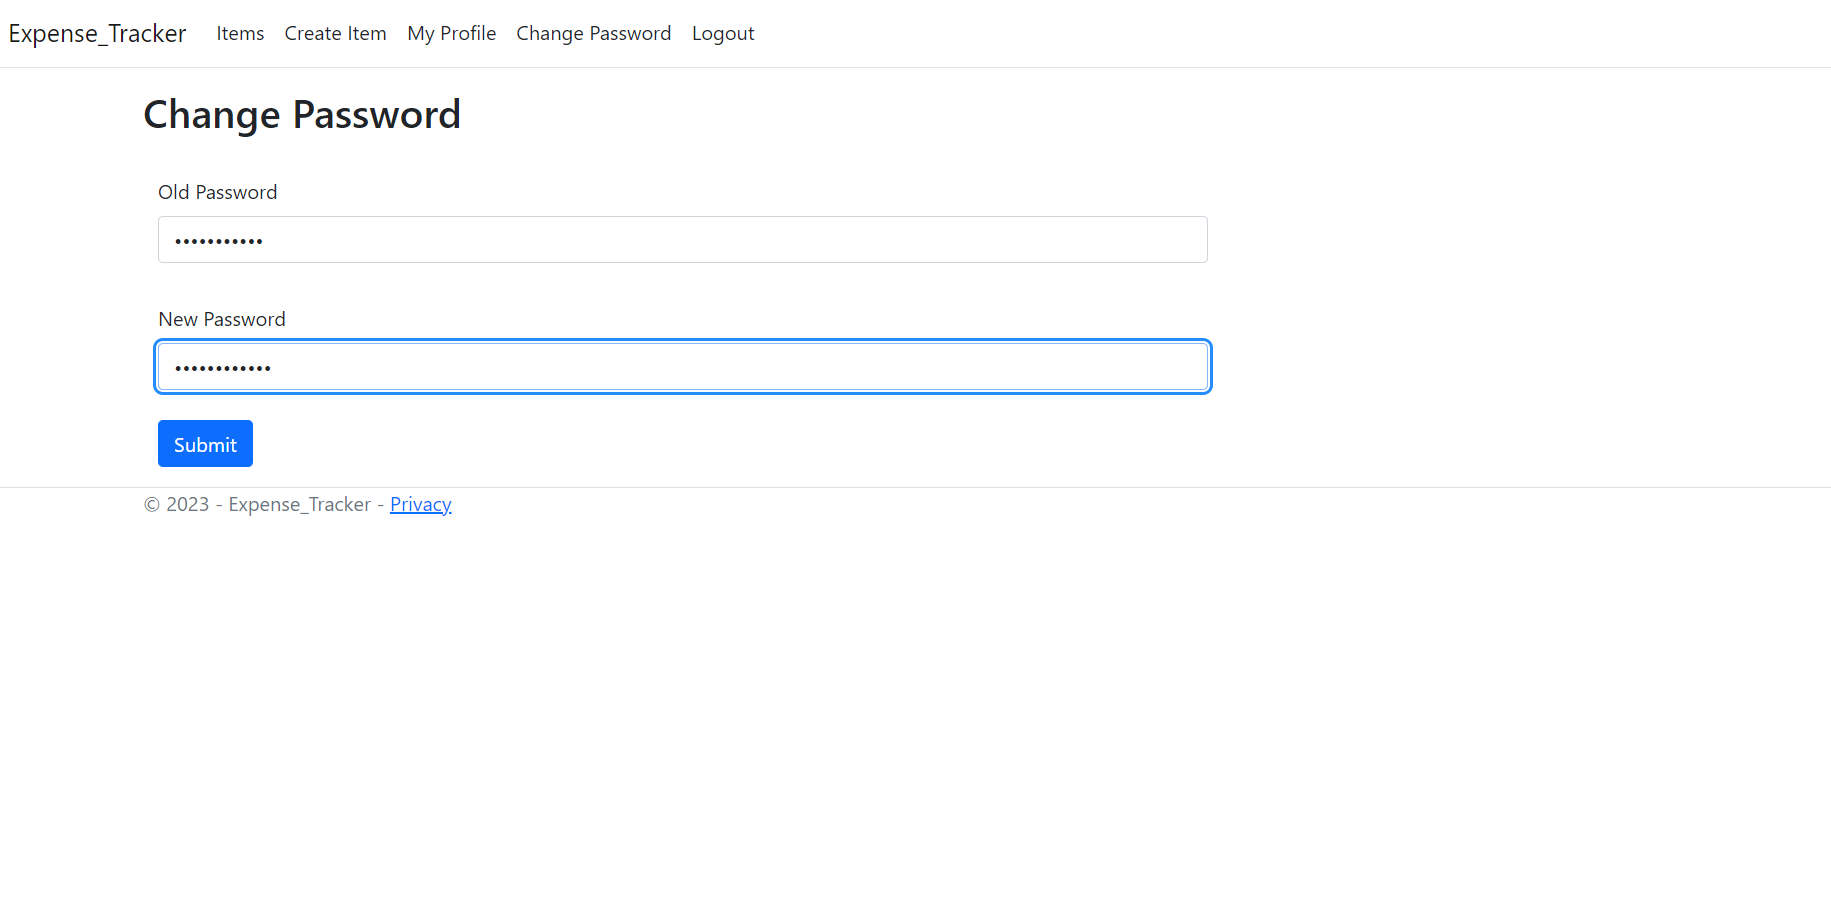 Expense_Tracker Items Create Item My Profile Change Password Logout
Change Password
Old Password
•••••••••••
New Password
••••••••••••
Submit
© 2023 - Expense_Tracker - Privacy